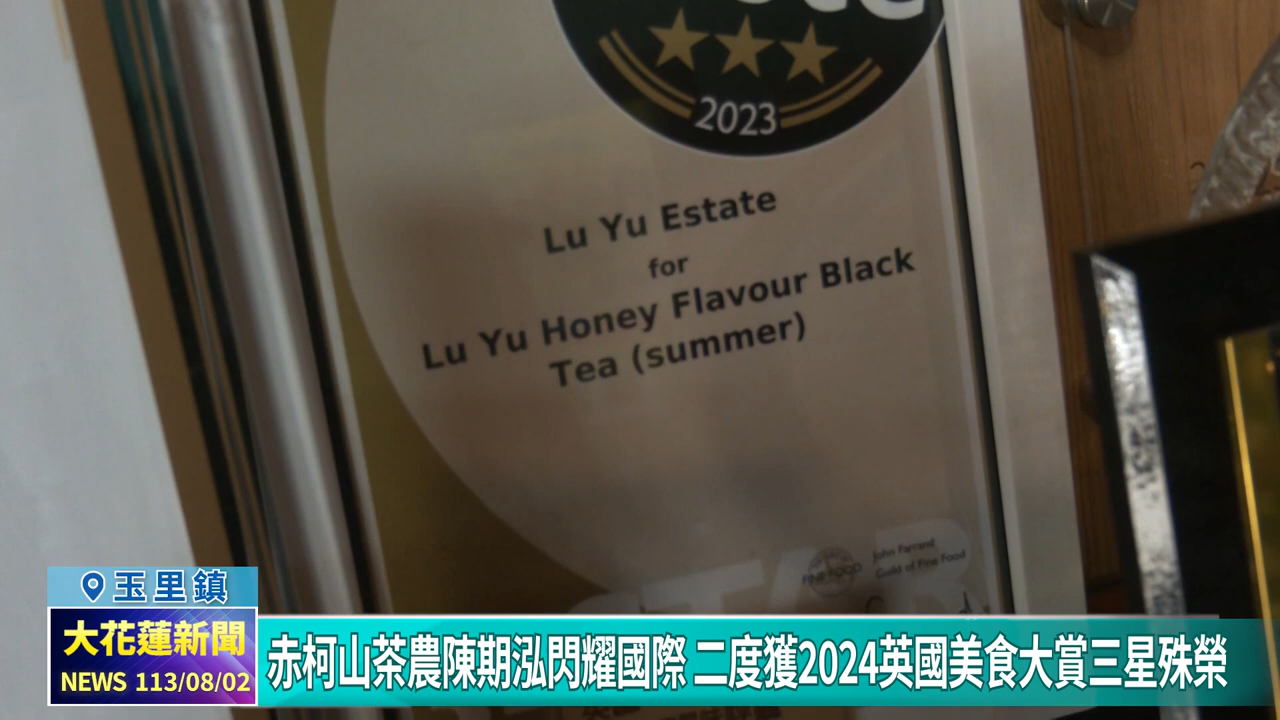 2023
Lu Yu Estate
for
Lu Yu Honey Flavour Black
Tea (summer)
John Farrand
Guild of Fine Food
FINE FOOD
玉里鎮
大花蓮新聞
NEWS 113/08/02
赤柯山茶農陳期泓閃耀國際 二度獲2024英國美食大賞三星殊榮